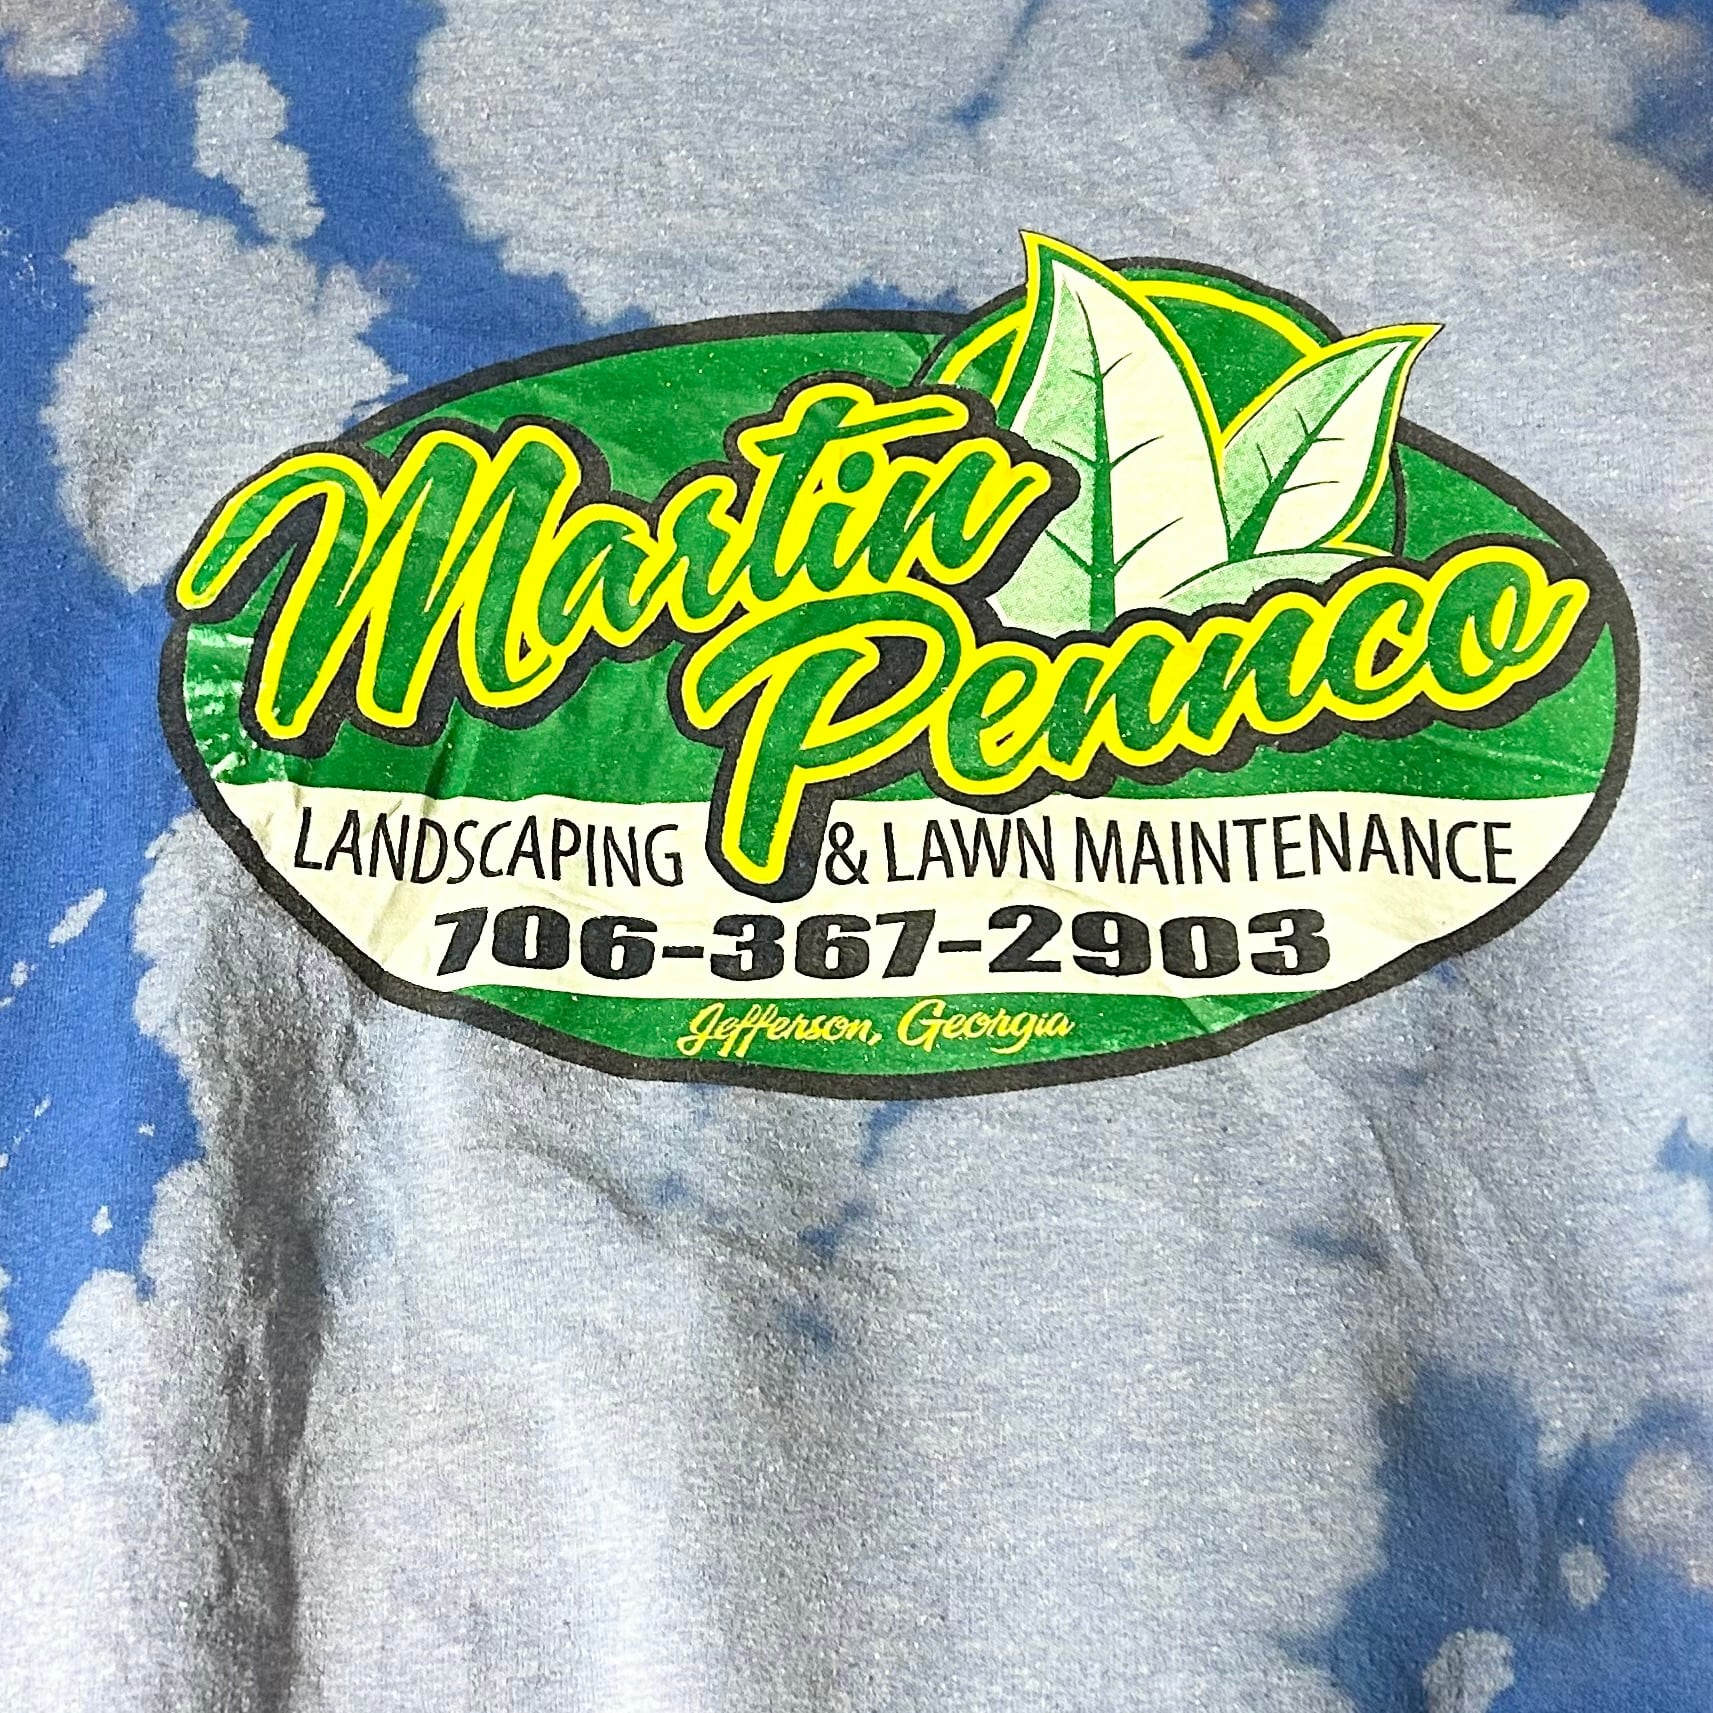 Martin
Pennco
LANDSCAPING & LAWN MAINTENANCE
706-367-2903
Jefferson, Georgia